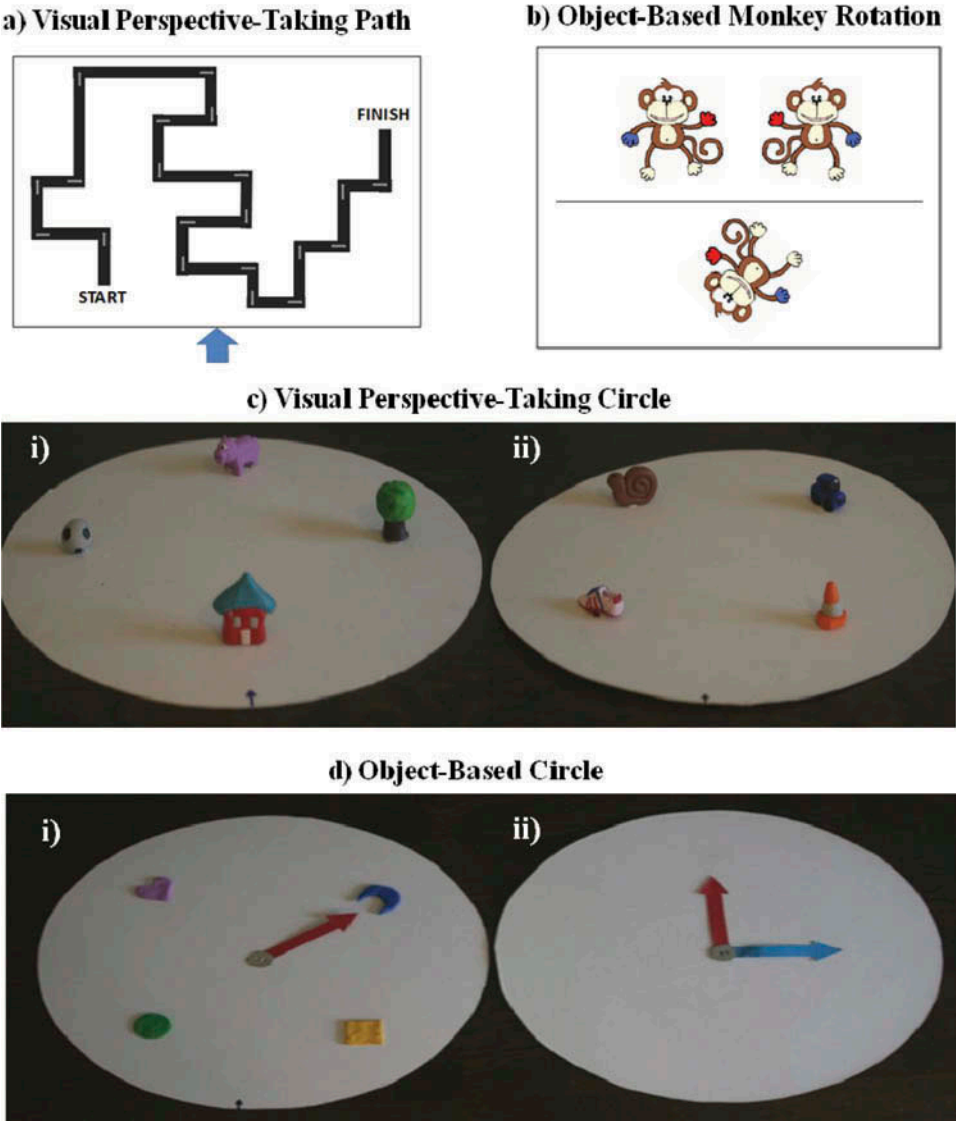 a) Visual Perspective-Taking Path
b) Object-Based Monkey Rotation
FINISH
START
c) Visual Perspective-Taking Circle
i)
ii)
d) Object-Based Circle
i)
ii)